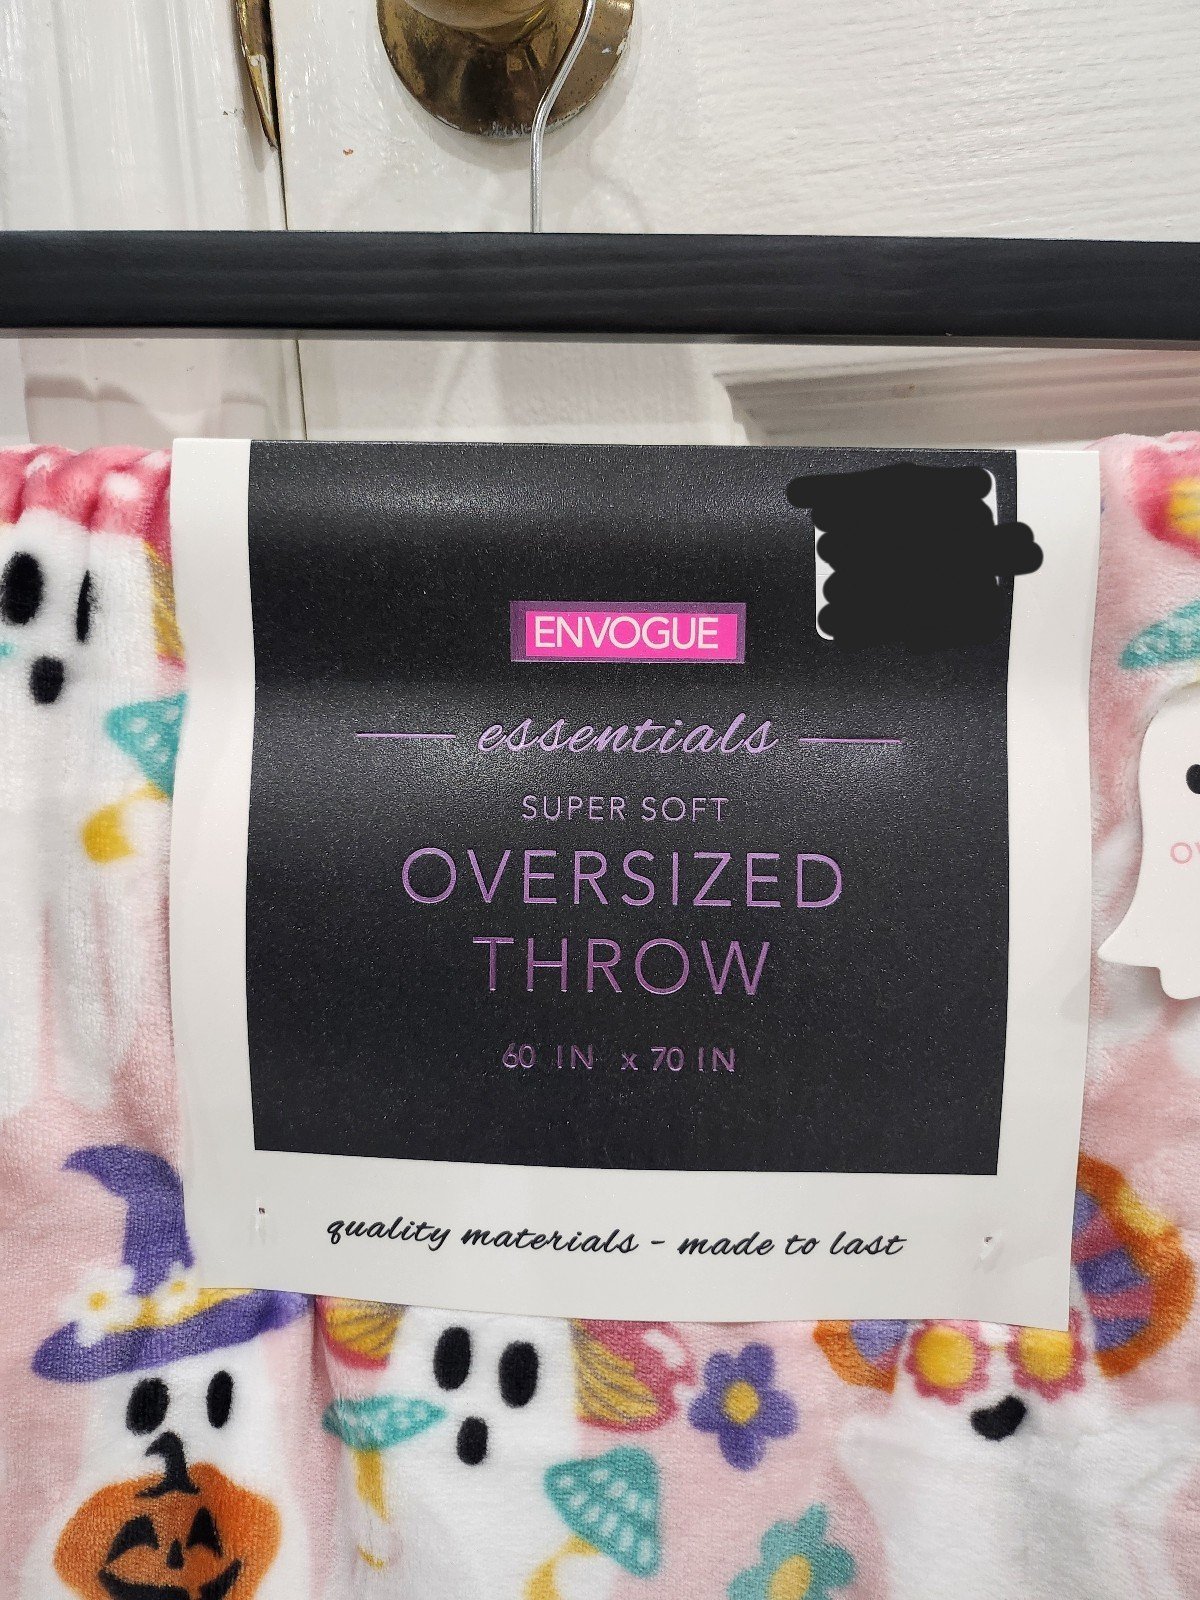 ENVOGUE
essentials
SUPER SOFT
OVERSIZED
THROW
60 IN x 70 IN
quality materials - made to last